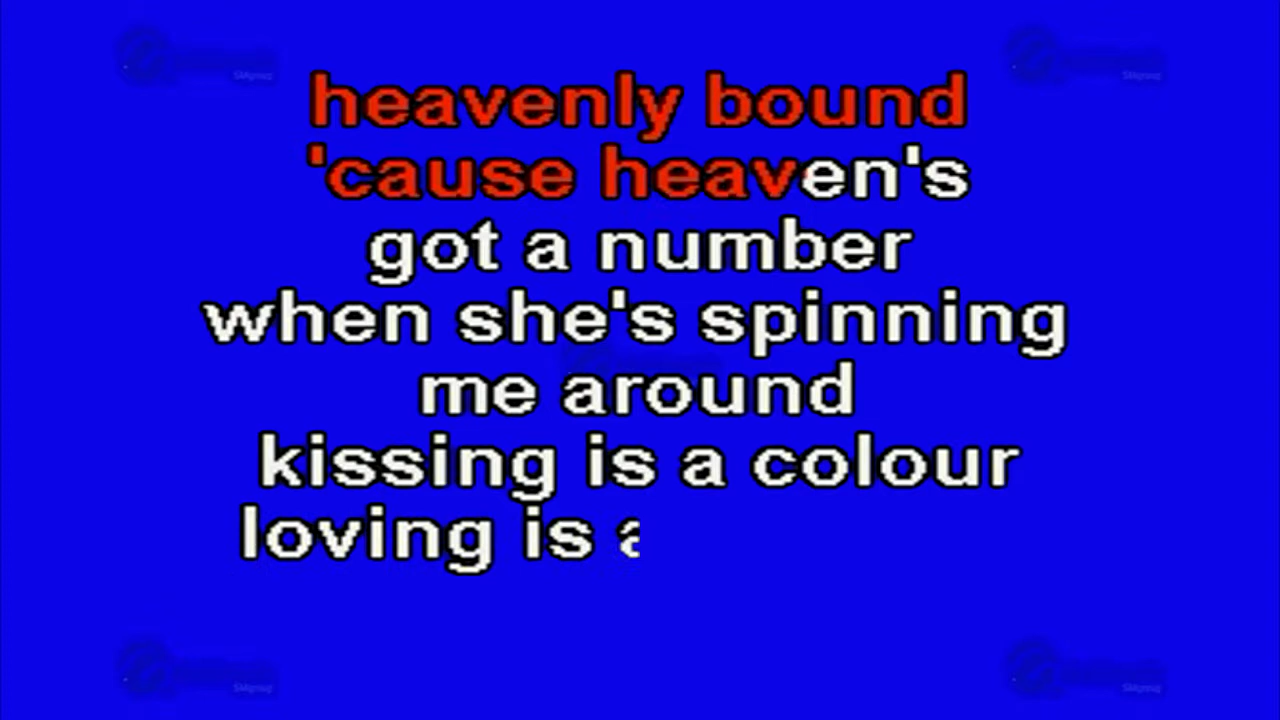 heavenly bound
'cause heaven's
got a number
when she's spinning
me around
kissing is a colour
loving is a